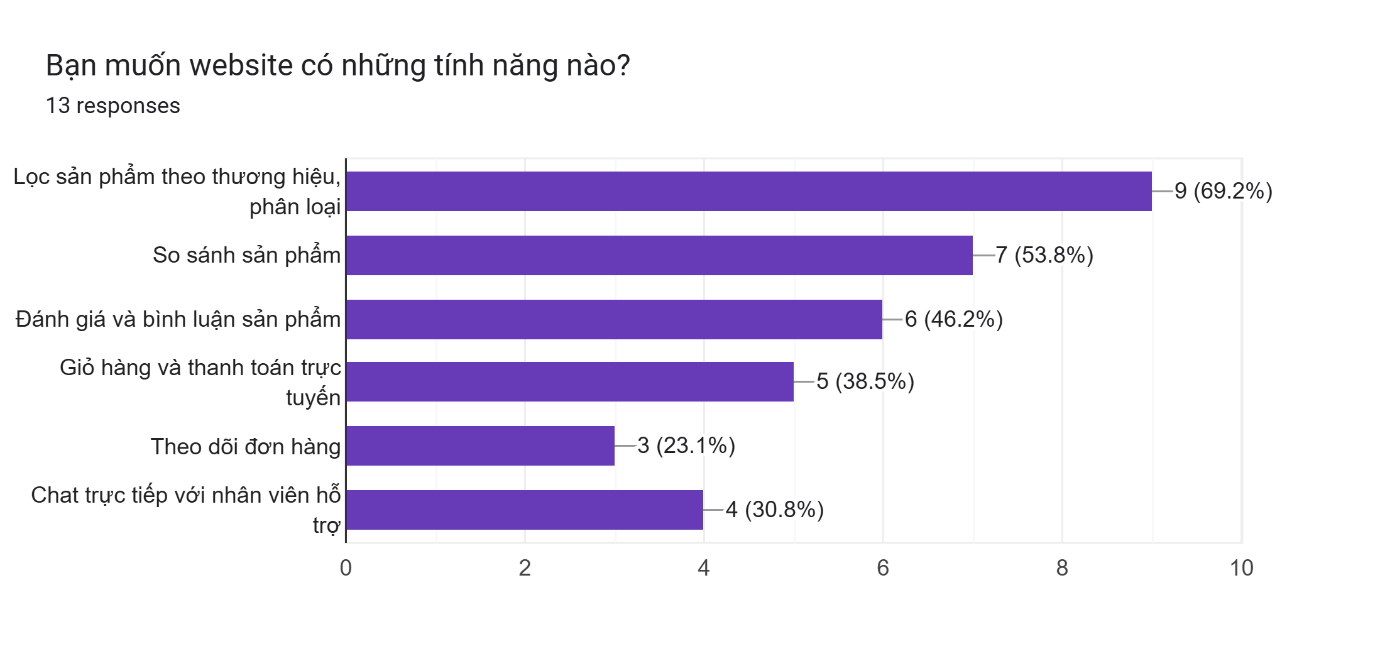 Bạn muốn website có những tính năng nào?
13 responses
Lọc sản phẩm theo thương hiệu,
phân loại
9 (69.2%)
So sánh sản phẩm
7 (53.8%)
Đánh giá và bình luận sản phẩm
6 (46.2%)
Giỏ hàng và thanh toán trực
tuyến
5 (38.5%)
Theo dõi đơn hàng
3 (23.1%)
Chat trực tiếp với nhân viên hỗ
trợ
4 (30.8%)
0 2 4 6 8 10